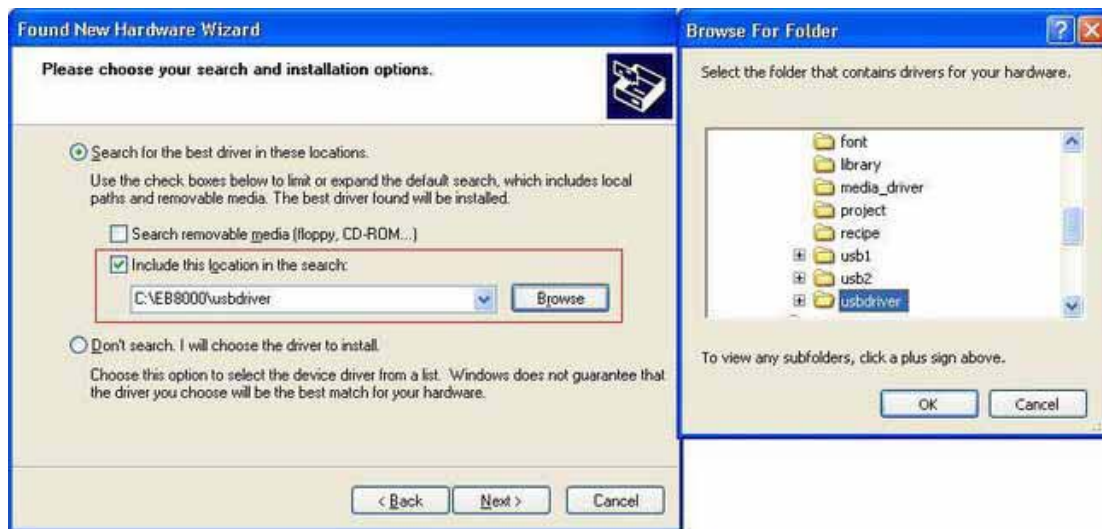 Found New Hardware Wizard
Please choose your search and installation options.
Search for the best driver in these locations.
Use the check boxes below to limit or expand the default search, which includes local
paths and removable media. The best driver found will be installed.
Search removable media (floppy, CD-ROM...)
Include this location in the search:
C:\EB8000\usbdriver
Browse
Don't search. I will choose the driver to install.
Choose this option to select the device driver from a list. Windows does not guarantee that
the driver you choose will be the best match for your hardware.
< Back
Next >
Cancel
Browse For Folder
Select the folder that contains drivers for your hardware.
font
library
media_driver
project
recipe
usb1
usb2
usbdriver
To view any subfolders, click a plus sign above.
OK
Cancel